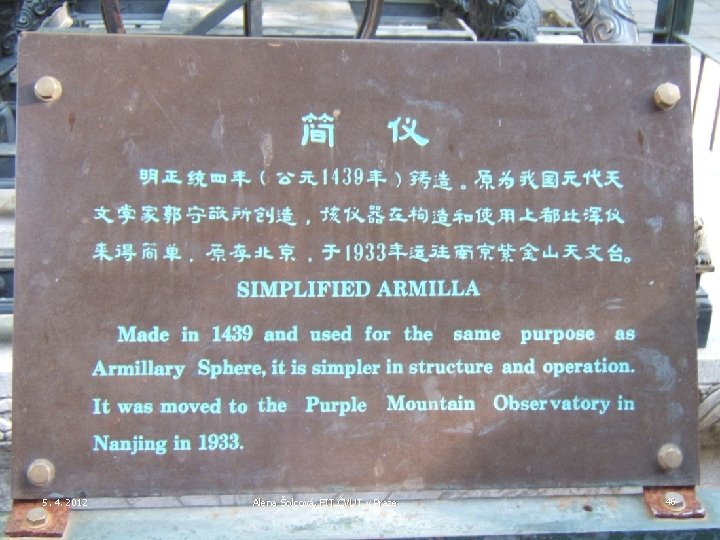 简 仪
明正统四年（公元1439年）铸造。原为我国元代天
文学家郭守敬所创造，该仪器在构造和使用上都比浑仪
来得简单．原存北京．于1933年运往南京紫金山天文台。
SIMPLIFIED ARMILLA
Made in 1439 and used for the same purpose as
Armillary Sphere, it is simpler in structure and operation.
It was moved to the Purple Mountain Observatory in
Nanjing in 1933.
5. 4. 2012 Alena Šolcová, FIT ČVUT v Praze 46